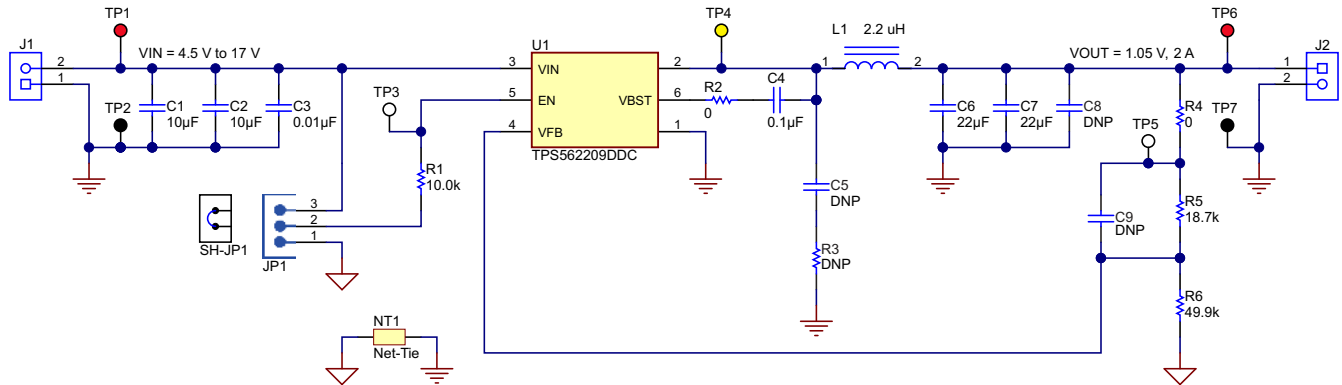 TP1
TP4
TP6
J1
VIN = 4.5 V to 17 V
U1
L1 2.2 uH
VOUT = 1.05 V, 2 A
J2
2
1
3
VIN
2
1
2
1
2
TP2
C1
10µF
C2
10µF
C3
0.01µF
TP3
5
EN
VBST
6
R2
0
C4
0.1µF
C6
22µF
C7
22µF
C8
DNP
R4
0
TP7
4
VFB
1
TPS562209DDC
TP5
R1
10.0k
C5
DNP
R5
18.7k
C9
DNP
3
2
1
SH-JP1
JP1
R3
DNP
R6
49.9k
NT1
Net-Tie